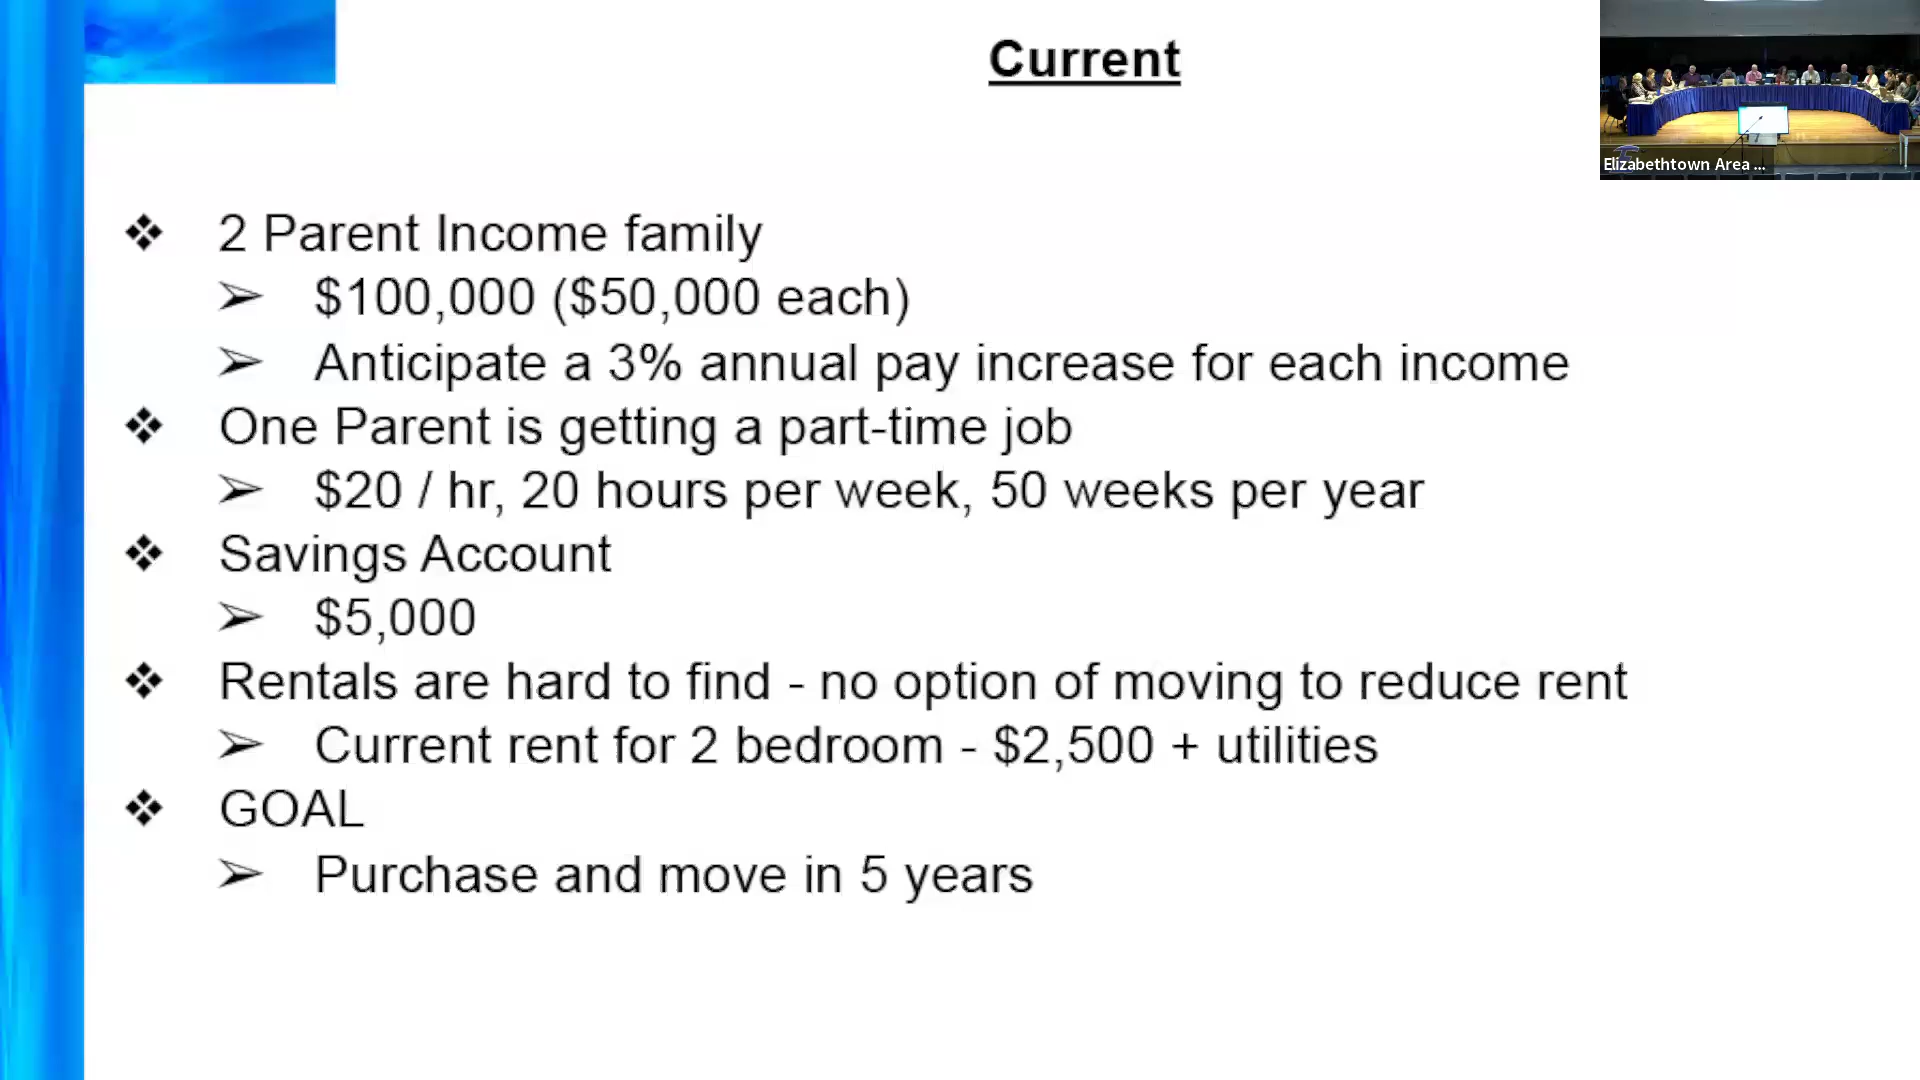 Current
Elizabethtown Area ...
❖ 2 Parent Income family
➢ $100,000 ($50,000 each)
➢ Anticipate a 3% annual pay increase for each income
❖ One Parent is getting a part-time job
➢ $20 / hr, 20 hours per week, 50 weeks per year
❖ Savings Account
➢ $5,000
❖ Rentals are hard to find - no option of moving to reduce rent
➢ Current rent for 2 bedroom - $2,500 + utilities
❖ GOAL
➢ Purchase and move in 5 years